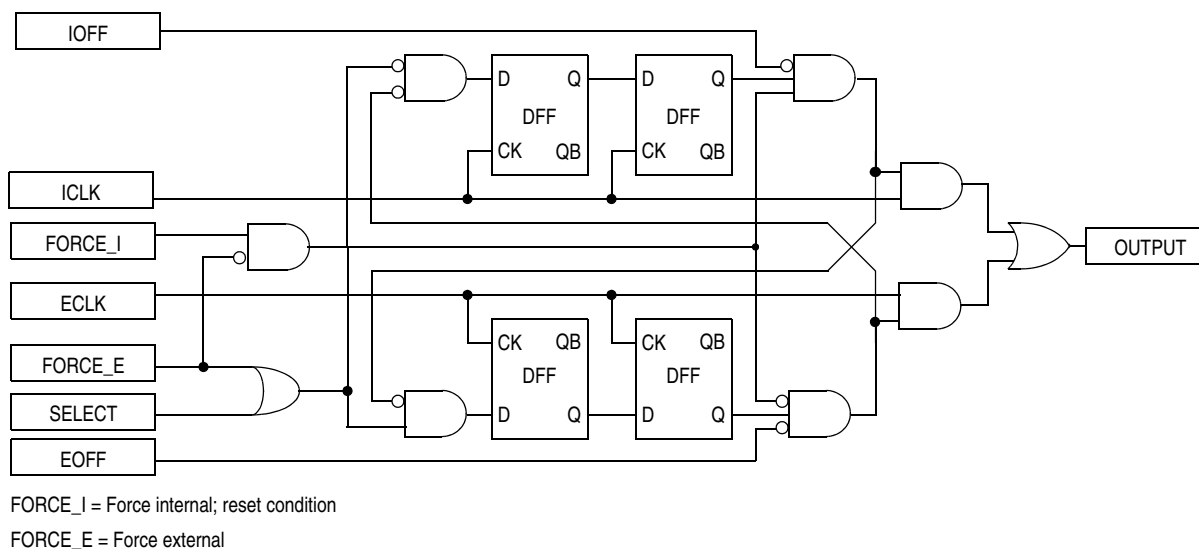 IOFF
D Q D Q
DFF DFF
CK QB CK QB
ICLK
FORCE_I
OUTPUT
ECLK
CK QB CK QB
FORCE_E
DFF DFF
SELECT
D Q D Q
EOFF
FORCE_I = Force internal; reset condition
FORCE_E = Force external